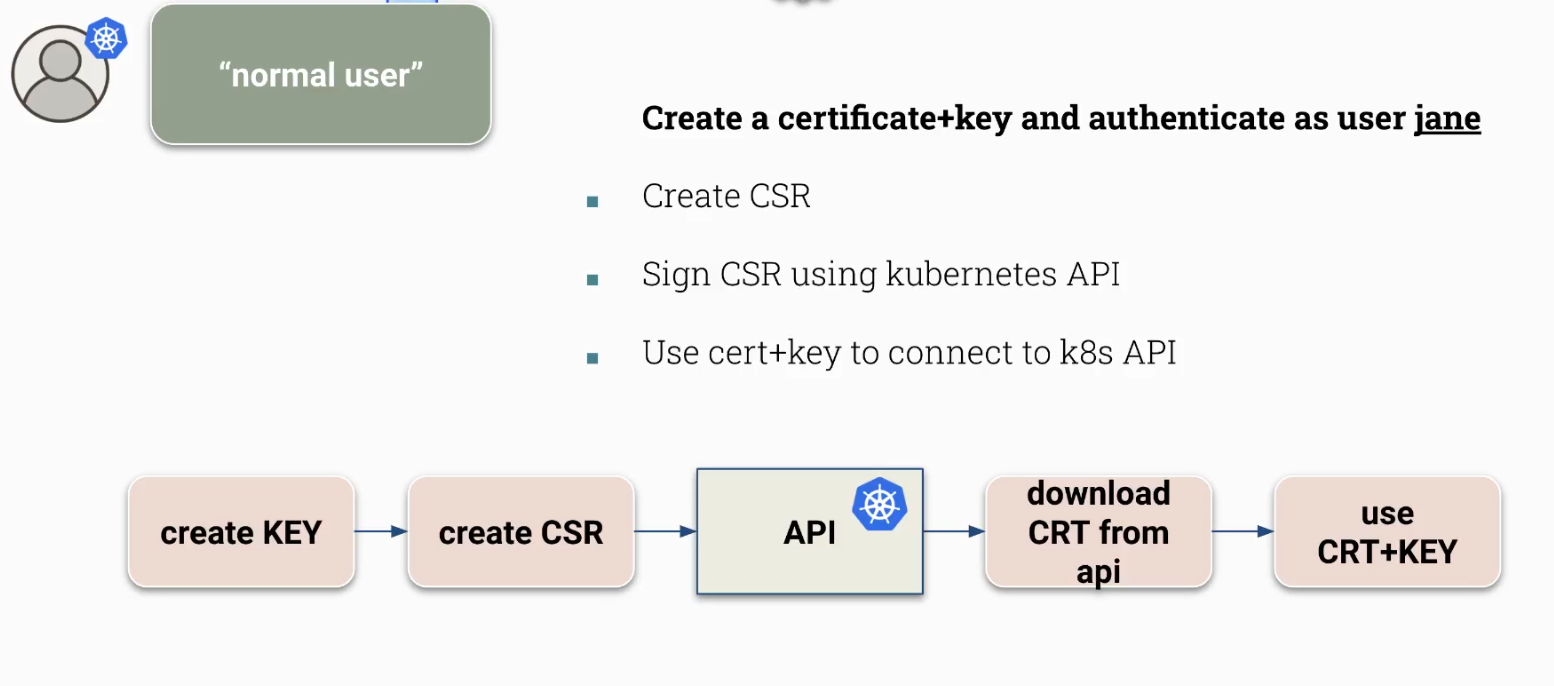 “normal user”
Create a certificate+key and authenticate as user jane
Create CSR
Sign CSR using kubernetes API
Use cert+key to connect to k8s API
create KEY
create CSR
API
download
CRT from
api
use
CRT+KEY